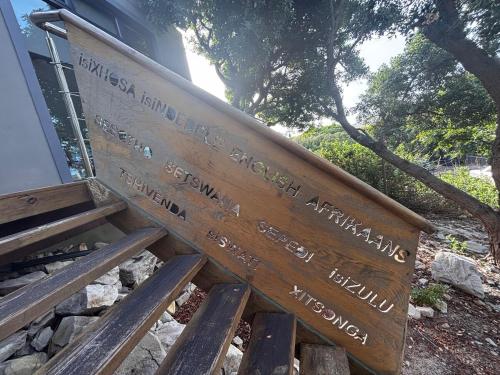 isiXHOSA isiNDEBELE ENGLISH AFRIKAANS
SESOTHO SETSWANA SEPEDI isiZULU
TSHIVENDA SISWATI XITSONGA